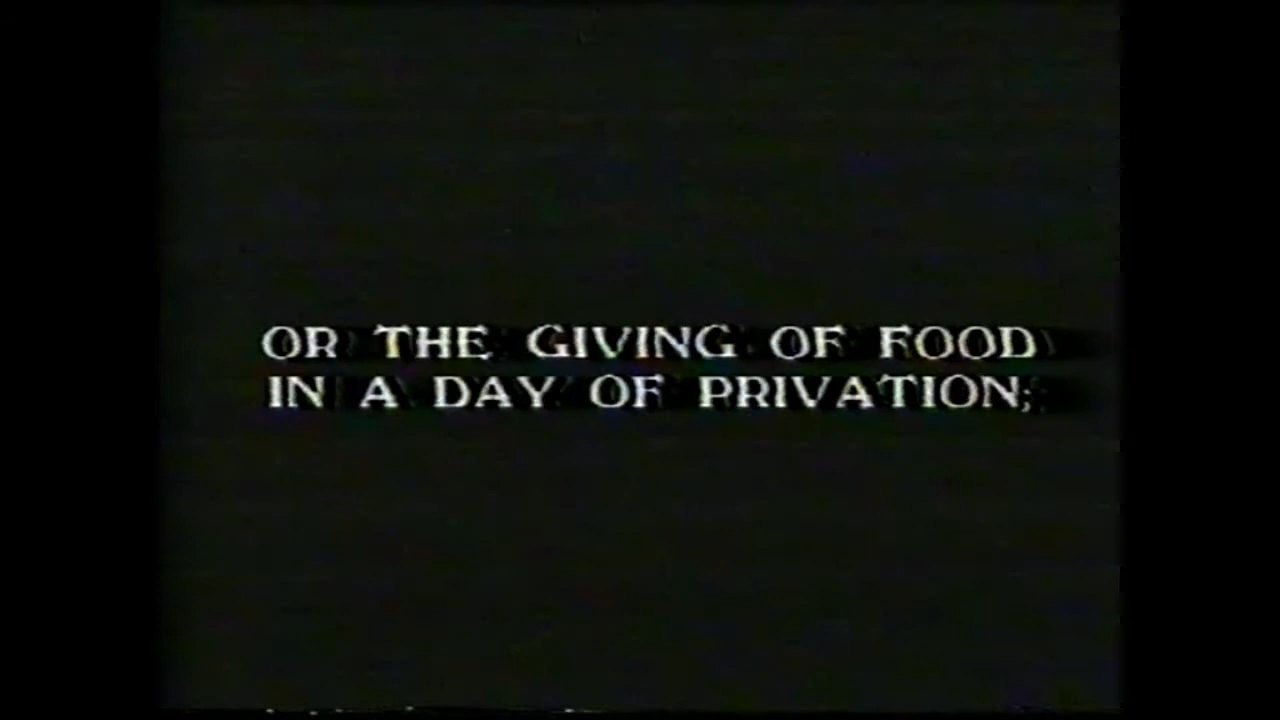 OR THE GIVING OF FOOD
IN A DAY OF PRIVATION;